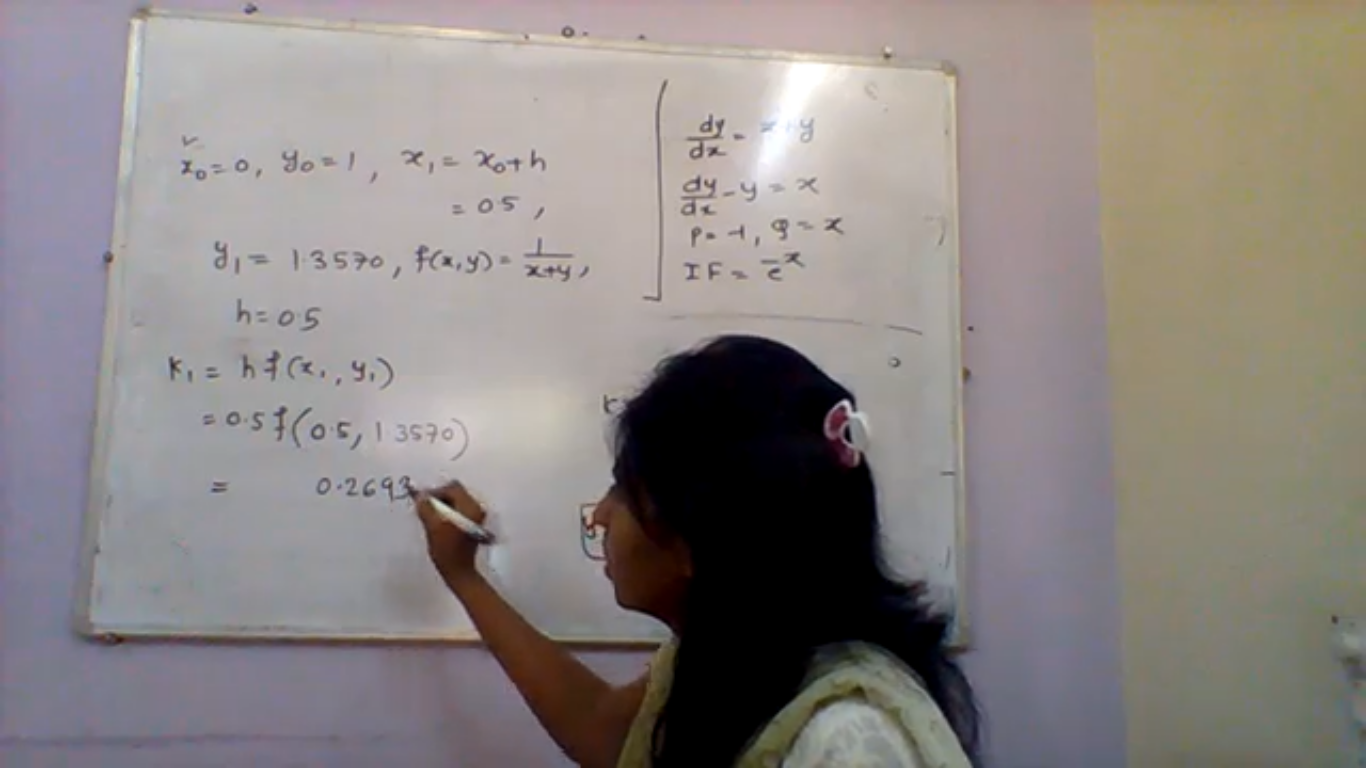 x₀ = 0, y₀ = 1, x₁ = x₀+h
= 0.5,
y₁ = 1.3570, f(x,y) = 1/(x+y),
h = 0.5
K₁ = h f(x₁, y₁)
= 0.5 f(0.5, 1.3570)
= 0.2693
dy/dx = x+y
dy/dx - y = x
P = -1, Q = x
IF = e⁻ˣ